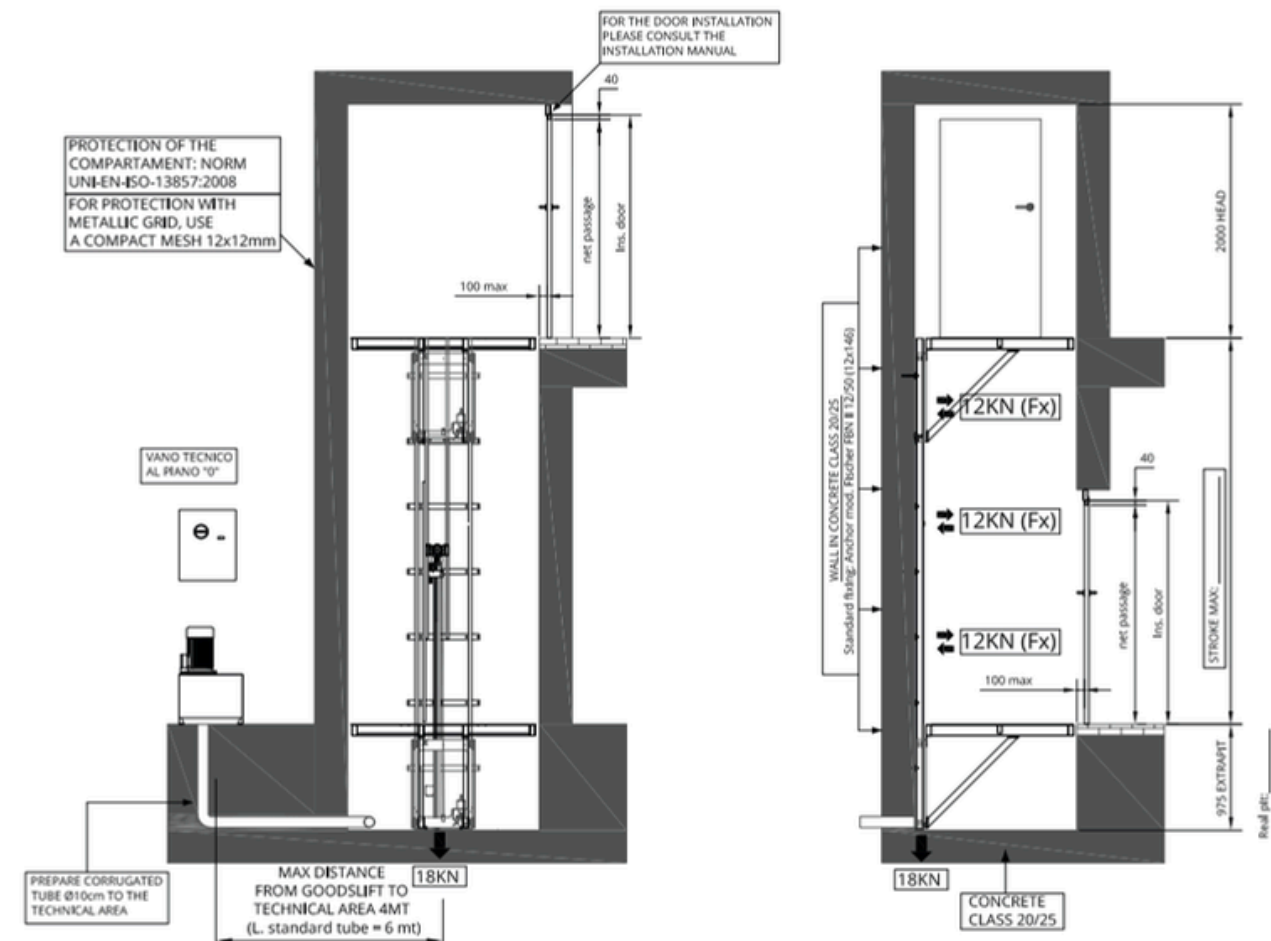 FOR THE DOOR INSTALLATION
PLEASE CONSULT THE
INSTALLATION MANUAL
40
PROTECTION OF THE
COMPARTAMENT: NORM
UNI-EN-ISO-13857:2008
FOR PROTECTION WITH
METALLIC GRID, USE
A COMPACT MESH 12x12mm
net passage
Ins. door
100 max
VANO TECNICO
AL PIANO "0"
PREPARE CORRUGATED
TUBE Ø10cm TO THE
TECHNICAL AREA
MAX DISTANCE
FROM GOODSLIFT TO
TECHNICAL AREA 4MT
(L. standard tube = 6 mt)
18KN
WALL IN CONCRETE CLASS 20/25
Standard fixing: Anchor mod. Fischer FBN II 12/50 (12x146)
12KN (Fx)
12KN (Fx)
12KN (Fx)
2000 HEAD
40
net passage
Ins. door
100 max
STROKE MAX:
975 EXTRAPIT
Real pit:
18KN
CONCRETE
CLASS 20/25